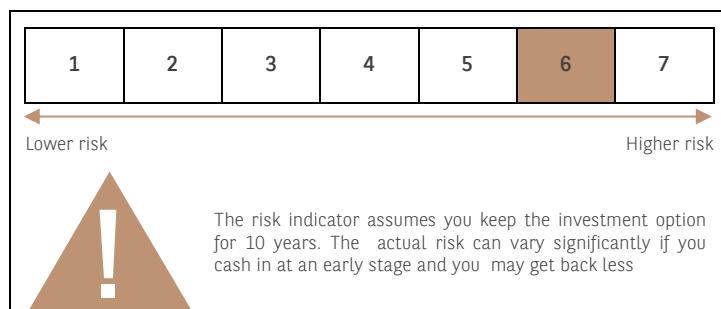 1 2 3 4 5 6 7
Lower risk Higher risk
!
The risk indicator assumes you keep the investment option
for 10 years. The actual risk can vary significantly if you
cash in at an early stage and you may get back less